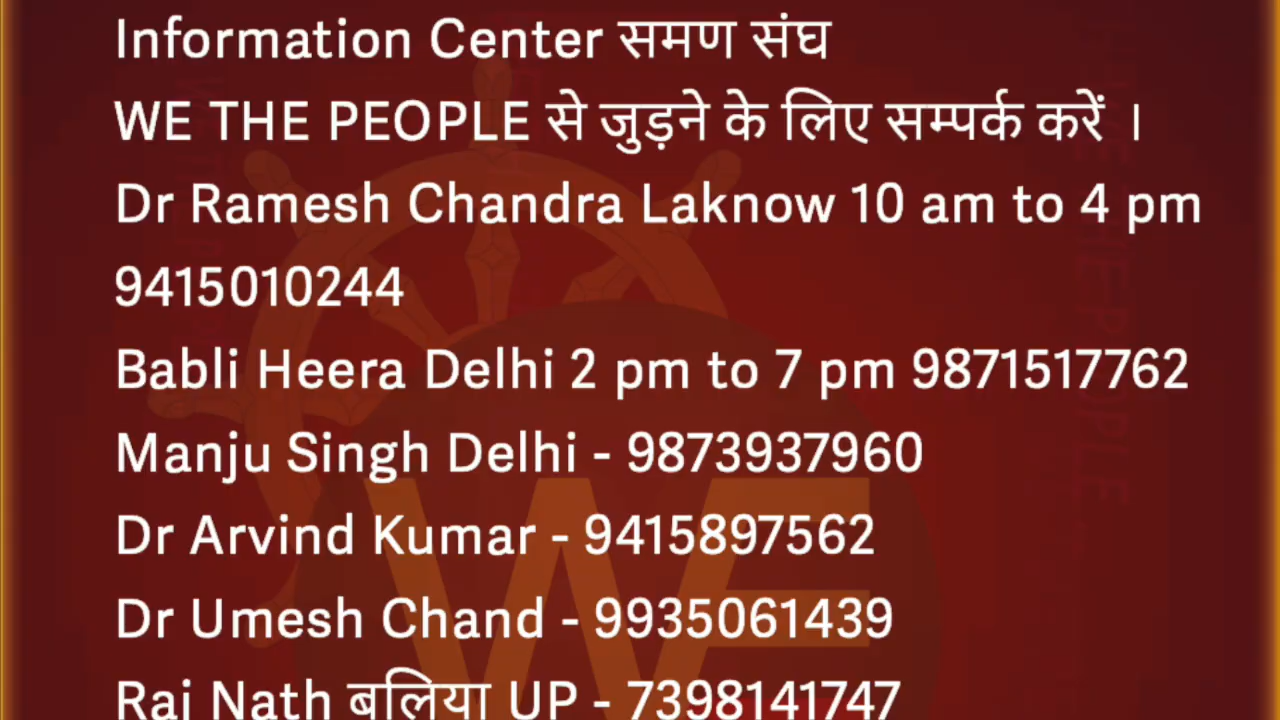 Information Center समण संघ
WE THE PEOPLE से जुड़ने के लिए सम्पर्क करें ।
Dr Ramesh Chandra Laknow 10 am to 4 pm
9415010244
Babli Heera Delhi 2 pm to 7 pm 9871517762
Manju Singh Delhi - 9873937960
Dr Arvind Kumar - 9415897562
Dr Umesh Chand - 9935061439
Raj Nath बलिया UP - 7398141747
WE